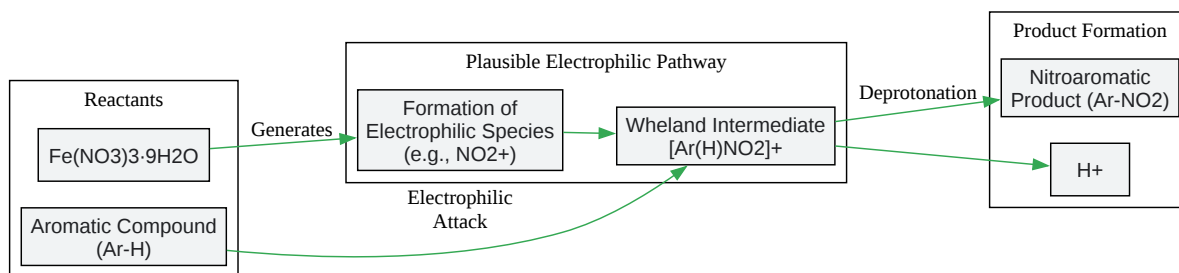 Reactants
Fe(NO3)3·9H2O
Aromatic Compound
(Ar-H)
Generates
Plausible Electrophilic Pathway
Formation of
Electrophilic Species
(e.g., NO2+)
Electrophilic
Attack
Wheland Intermediate
[Ar(H)NO2]+
Deprotonation
Product Formation
Nitroaromatic
Product (Ar-NO2)
H+